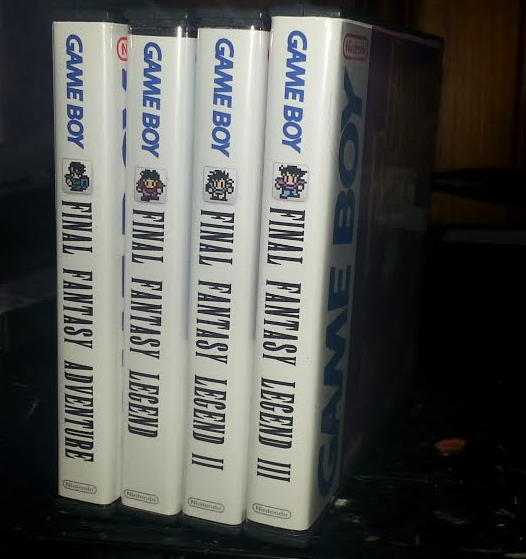 GAME BOY
FINAL FANTASY ADVENTURE
Nintendo
GAME BOY
FINAL FANTASY LEGEND
Nintendo
GAME BOY
FINAL FANTASY LEGEND II
Nintendo
GAME BOY
FINAL FANTASY LEGEND III
Nintendo
Nintendo
GAME BOY